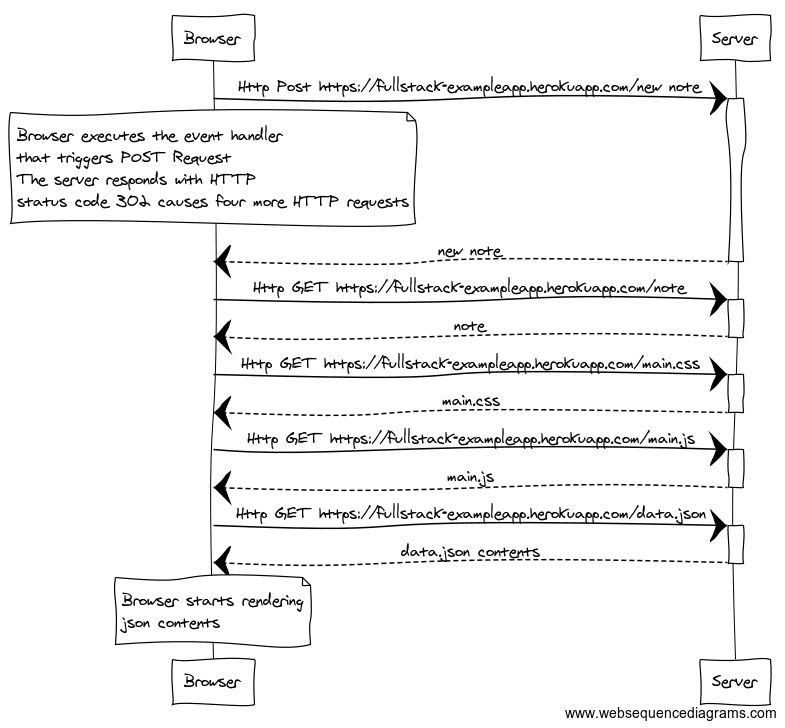 Browser
Server
Http Post https://fullstack-exampleapp.herokuapp.com/new note
Browser executes the event handler
that triggers POST Request
The server responds with HTTP
status code 302 causes four more HTTP requests
new note
Http GET https://fullstack-exampleapp.herokuapp.com/note
note
Http GET https://fullstack-exampleapp.herokuapp.com/main.css
main.css
Http GET https://fullstack-exampleapp.herokuapp.com/main.js
main.js
Http GET https://fullstack-exampleapp.herokuapp.com/data.json
data.json contents
Browser starts rendering
json contents
Browser
Server
www.websequencediagrams.com